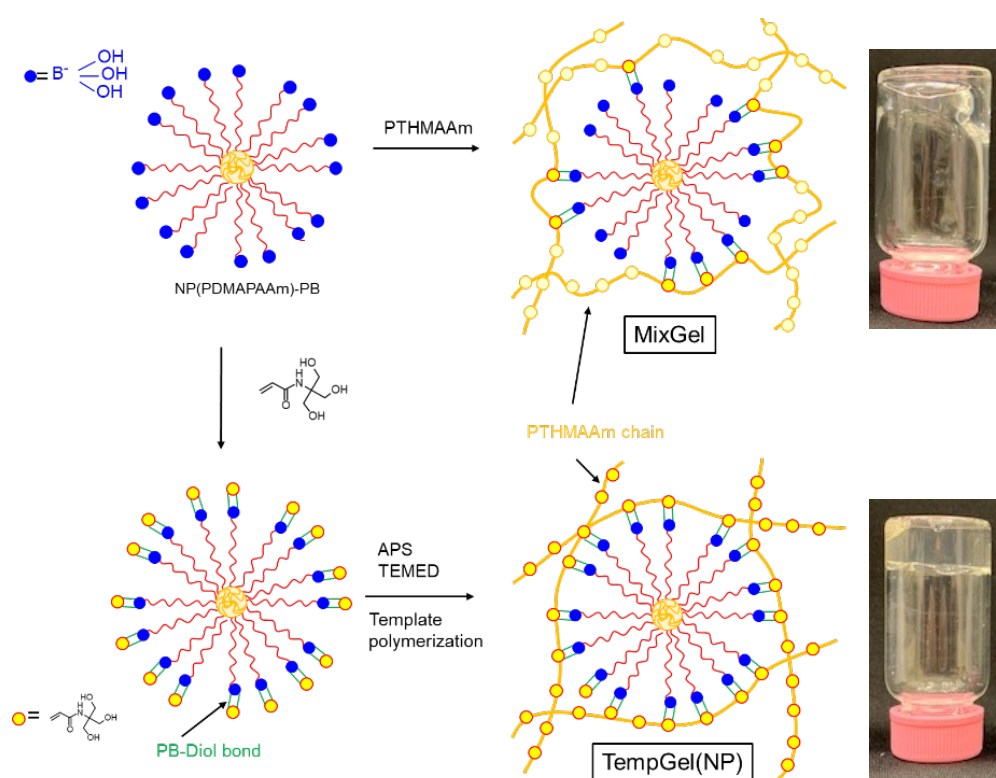 B⁻
OH
OH
OH
=
PTHMAAm
NP(PDMAPAAm)-PB
MixGel
H
N
O
HO
OH
OH
PTHMAAm chain
APS
TEMED
Template
polymerization
=
H
N
O
HO
OH
HO
PB-Diol bond
TempGel(NP)